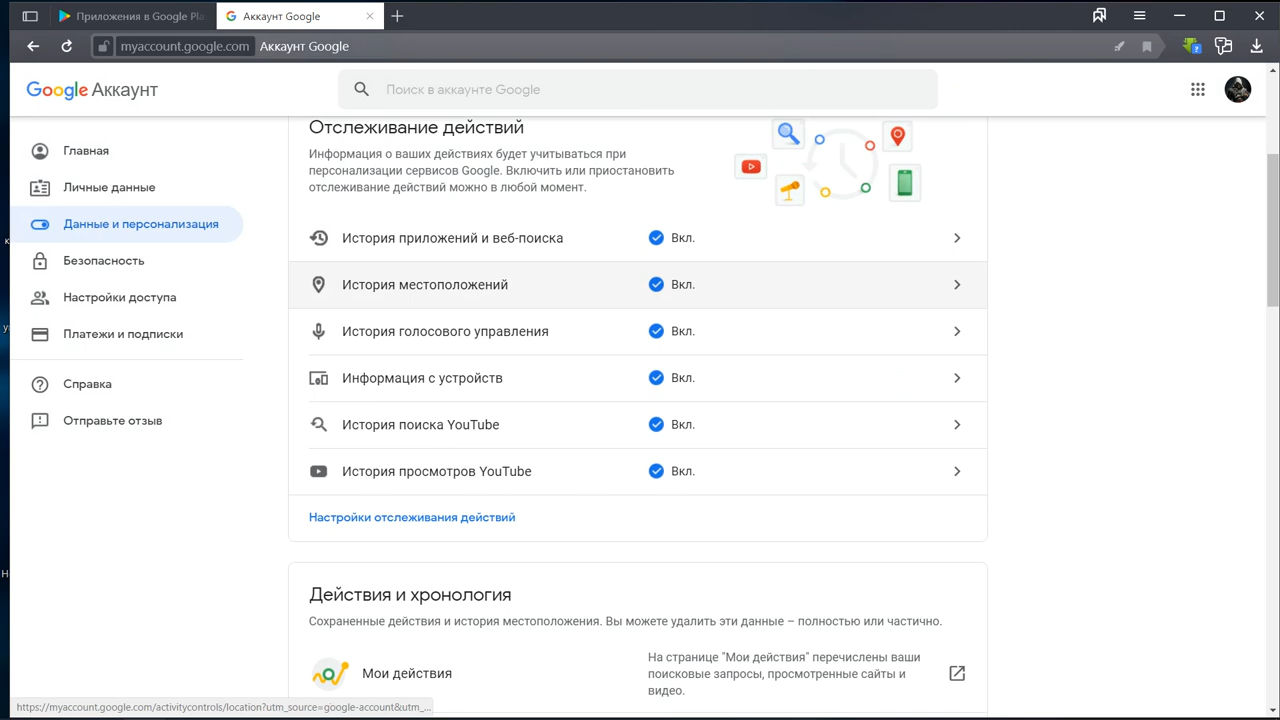 Приложения в Google Pla
Аккаунт Google
myaccount.google.com Аккаунт Google
Google Аккаунт
Поиск в аккаунте Google
Главная
Личные данные
Данные и персонализация
Безопасность
Настройки доступа
Платежи и подписки
Справка
Отправьте отзыв
Отслеживание действий
Информация о ваших действиях будет учитываться при
персонализации сервисов Google. Включить или приостановить
отслеживание действий можно в любой момент.
История приложений и веб-поиска Вкл.
История местоположений Вкл.
История голосового управления Вкл.
Информация с устройств Вкл.
История поиска YouTube Вкл.
История просмотров YouTube Вкл.
Настройки отслеживания действий
Действия и хронология
Сохраненные действия и история местоположения. Вы можете удалить эти данные – полностью или частично.
Мои действия
На странице "Мои действия" перечислены ваши
поисковые запросы, просмотренные сайты и
видео.
https://myaccount.google.com/activitycontrols/location?utm_source=google-account&utm_...